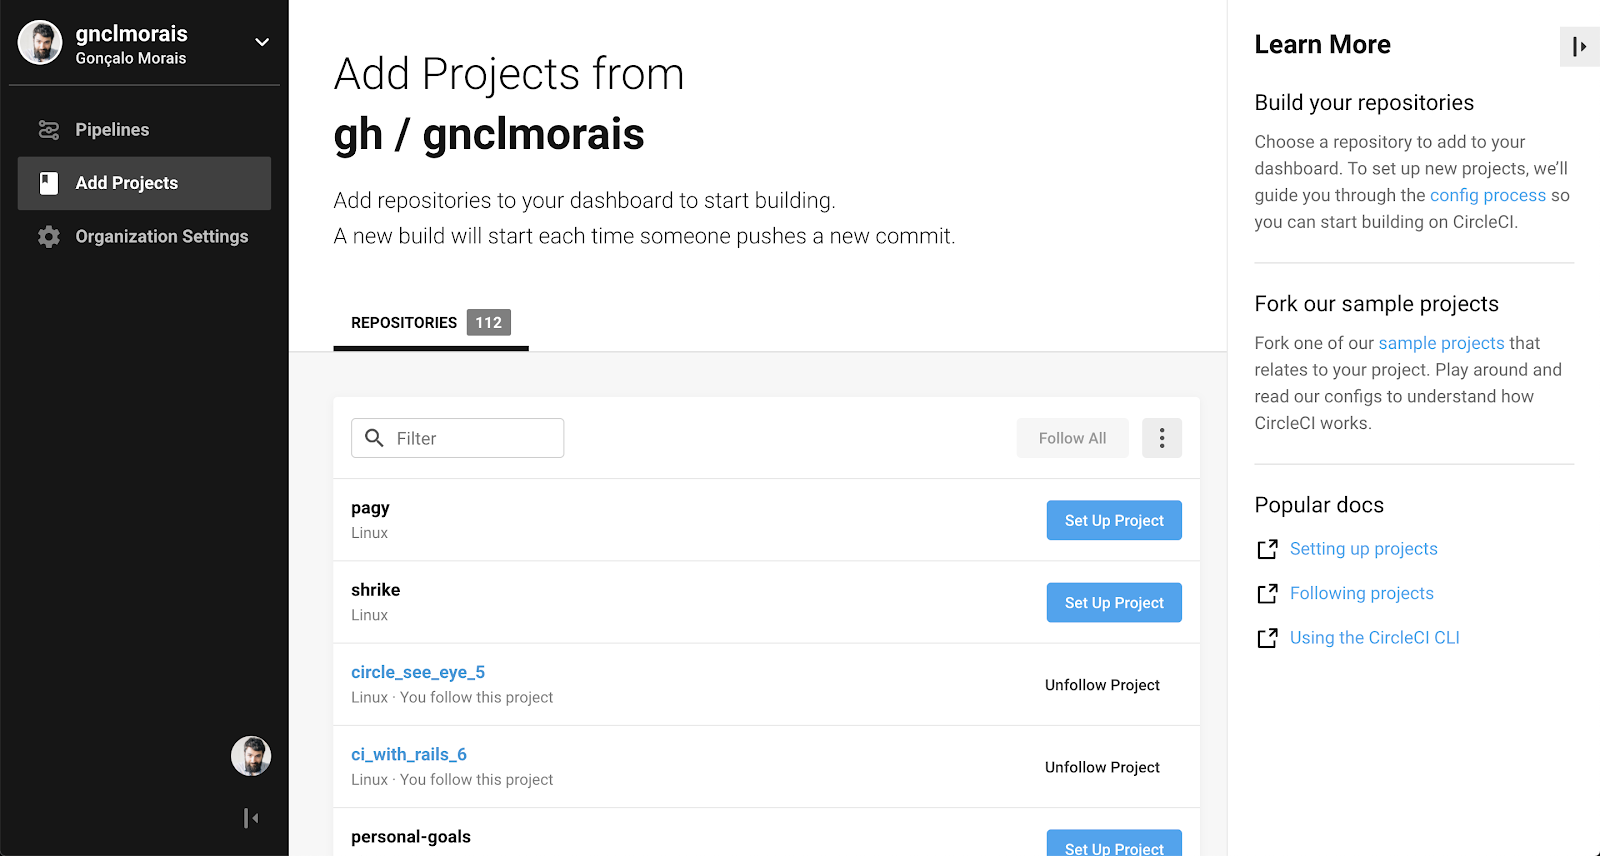 gnclmorais
Gonçalo Morais
Pipelines
Add Projects
Organization Settings
Add Projects from
gh / gnclmorais
Add repositories to your dashboard to start building.
A new build will start each time someone pushes a new commit.
REPOSITORIES 112
Filter
Follow All
pagy
Linux
Set Up Project
shrike
Linux
Set Up Project
circle_see_eye_5
Linux · You follow this project
Unfollow Project
ci_with_rails_6
Linux · You follow this project
Unfollow Project
personal-goals
Set Up Project
Learn More
Build your repositories
Choose a repository to add to your
dashboard. To set up new projects, we’ll
guide you through the config process so
you can start building on CircleCI.
Fork our sample projects
Fork one of our sample projects that
relates to your project. Play around and
read our configs to understand how
CircleCI works.
Popular docs
Setting up projects
Following projects
Using the CircleCI CLI